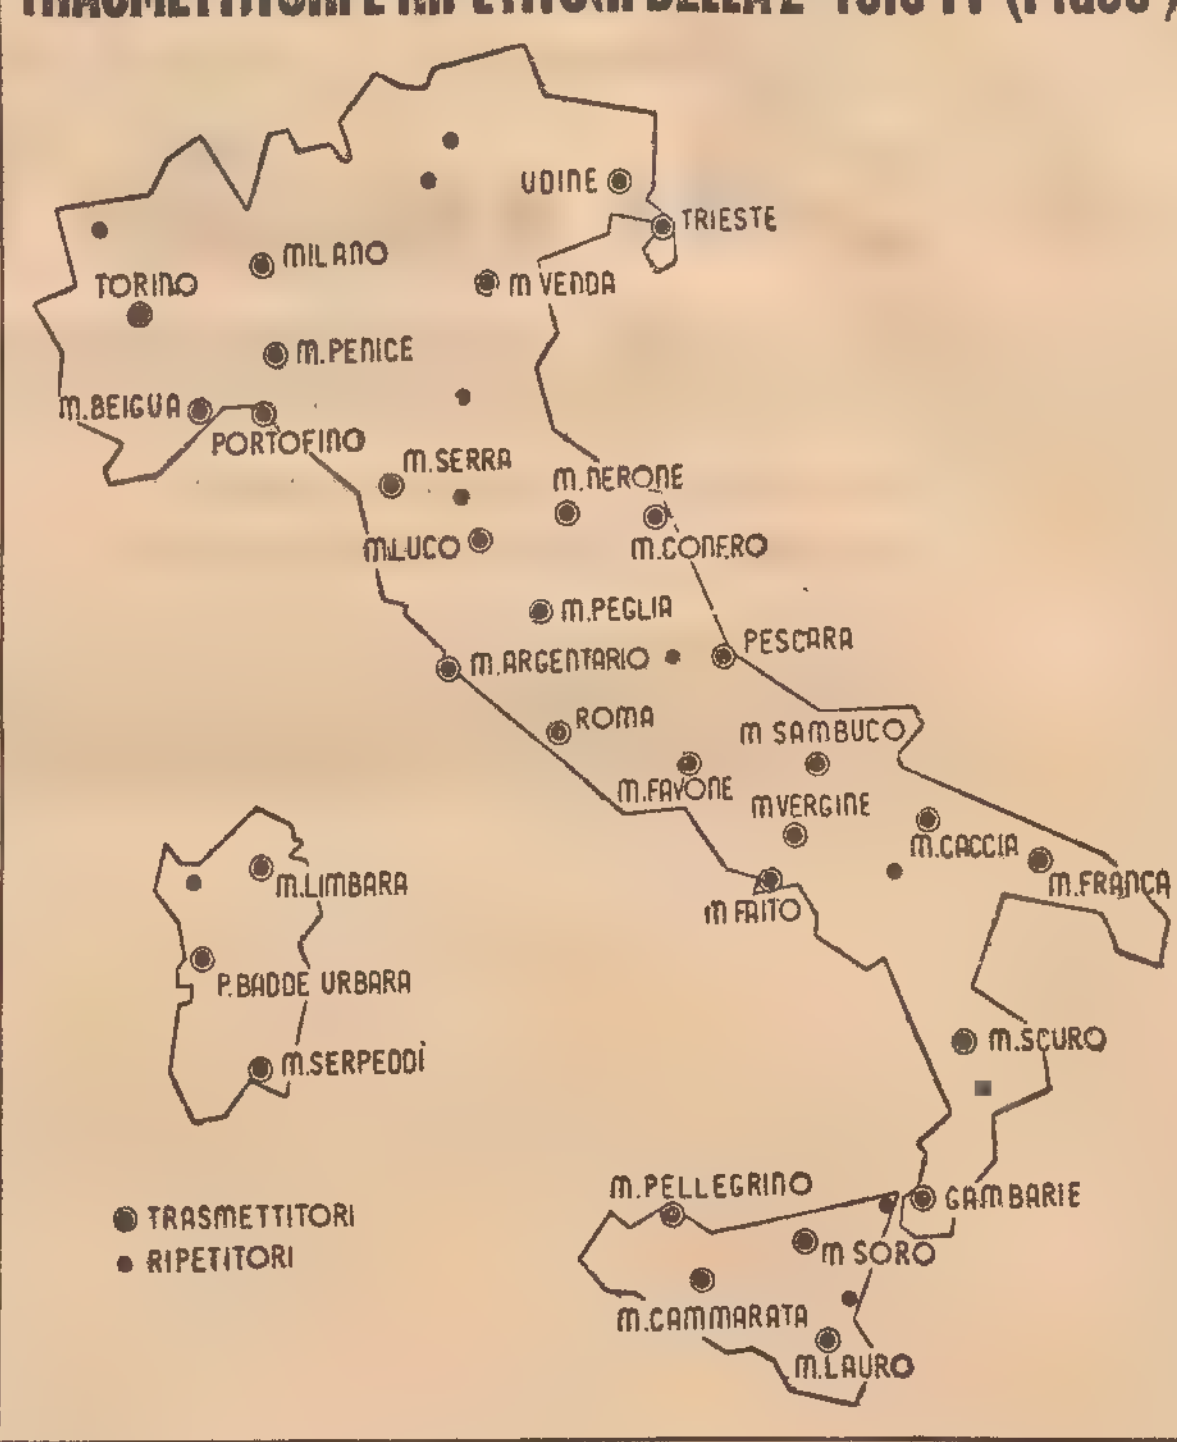 UDINE
TRIESTE
MILANO
TORINO
M VENDA
M.PENICE
M.BEIGUA
PORTOFINO
M.SERRA
M.NERONE
M.LUCO
M.CONERO
M.PEGLIA
PESCARA
M.ARGENTARIO
ROMA
M SAMBUCO
M.FAVONE
M VERGINE
M.CACCIA
M.FRANCA
M FAITO
M.LIMBARA
P.BADDE URBARA
M.SCURO
M.SERPEDDÌ
M.PELLEGRINO
GAMBARIE
TRASMETTITORI
M SORO
RIPETITORI
M.CAMMARATA
M.LAURO